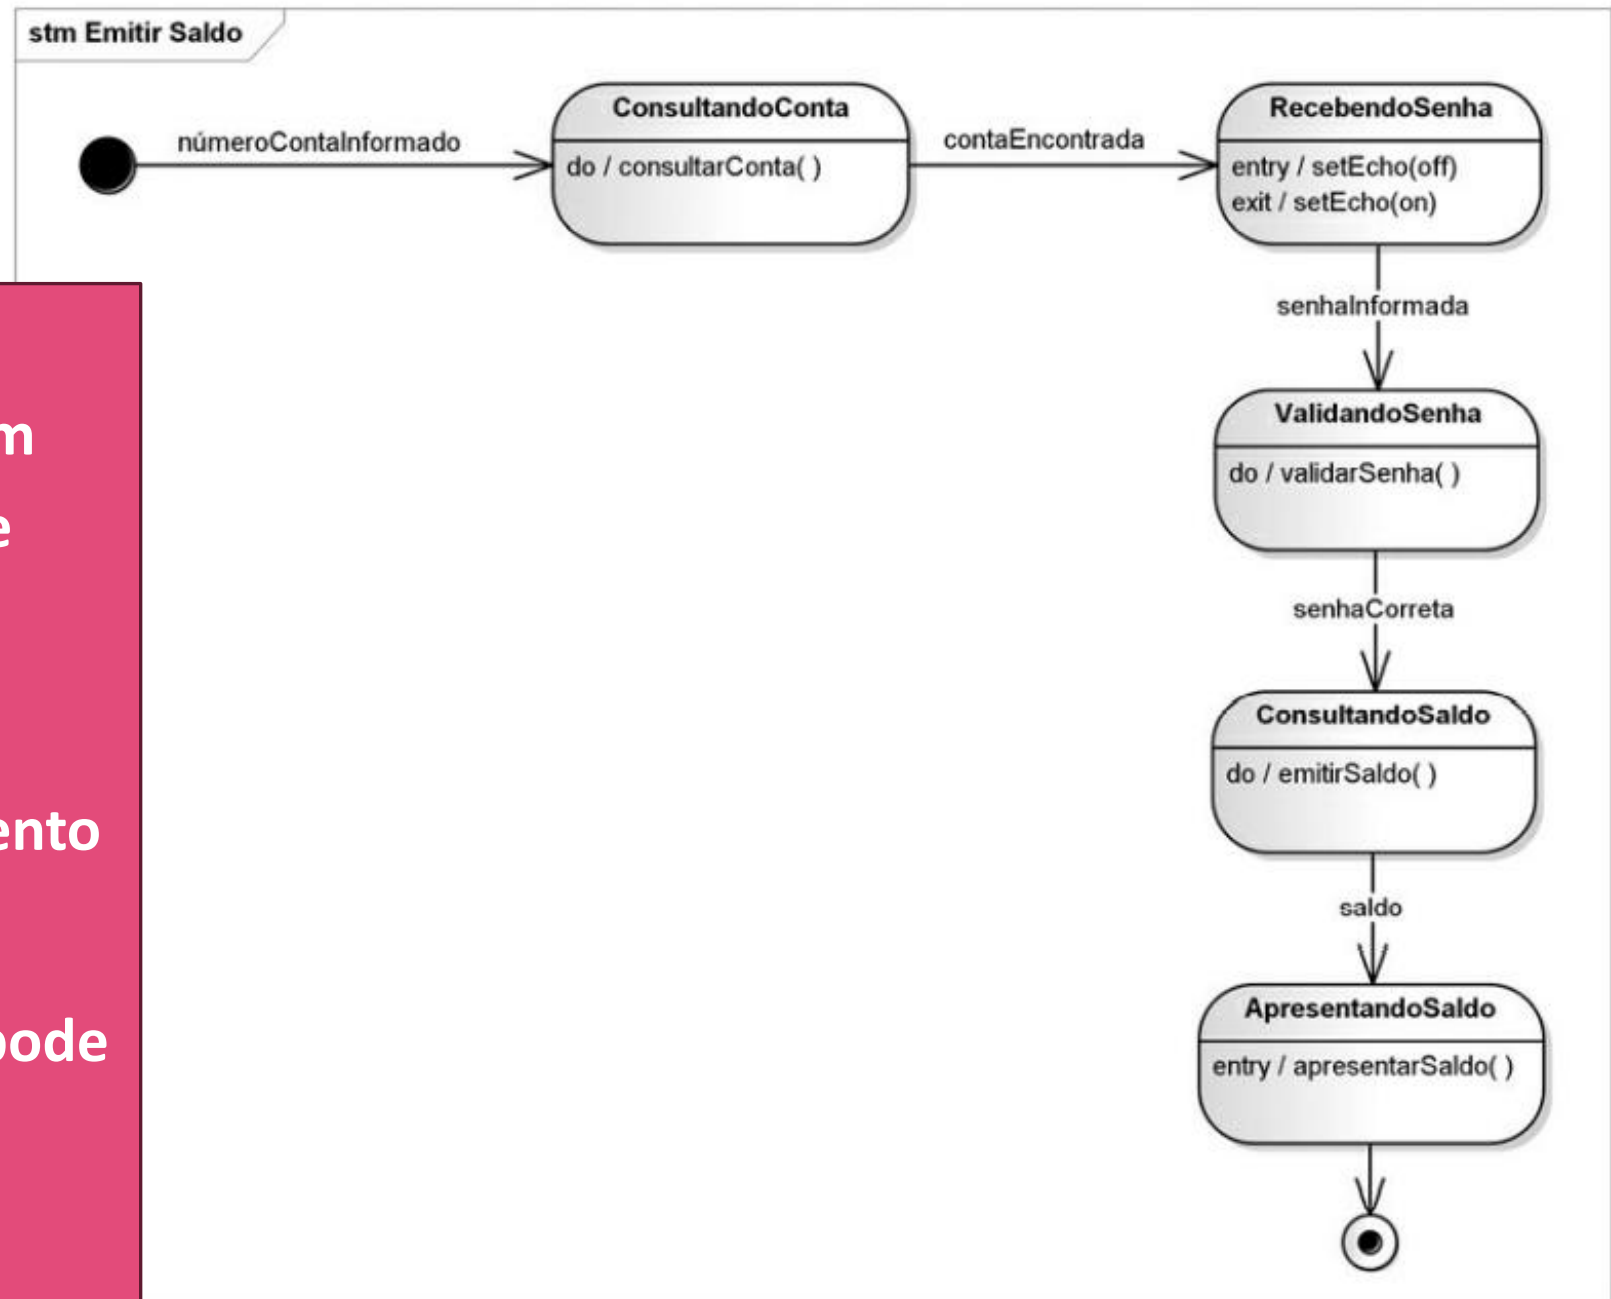 stm Emitir Saldo
númeroContaInformado
ConsultandoConta
do / consultarConta( )
contaEncontrada
RecebendoSenha
entry / setEcho(off)
exit / setEcho(on)
senhaInformada
ValidandoSenha
do / validarSenha( )
senhaCorreta
ConsultandoSaldo
do / emitirSaldo( )
saldo
ApresentandoSaldo
entry / apresentarSaldo( )
pode